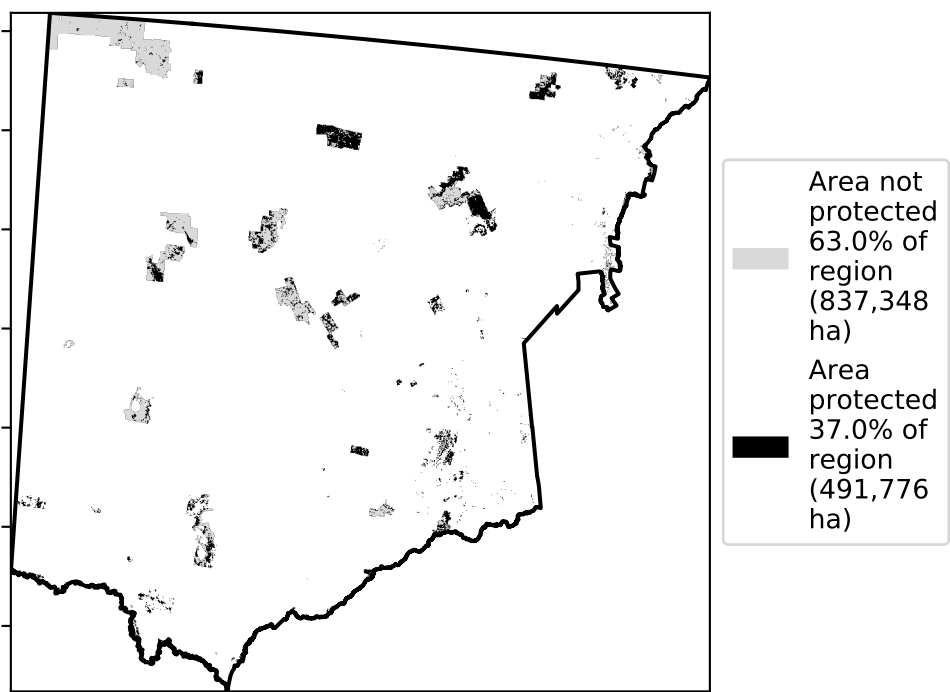 Area not
protected
63.0% of
region
(837,348
ha)
Area
protected
37.0% of
region
(491,776
ha)